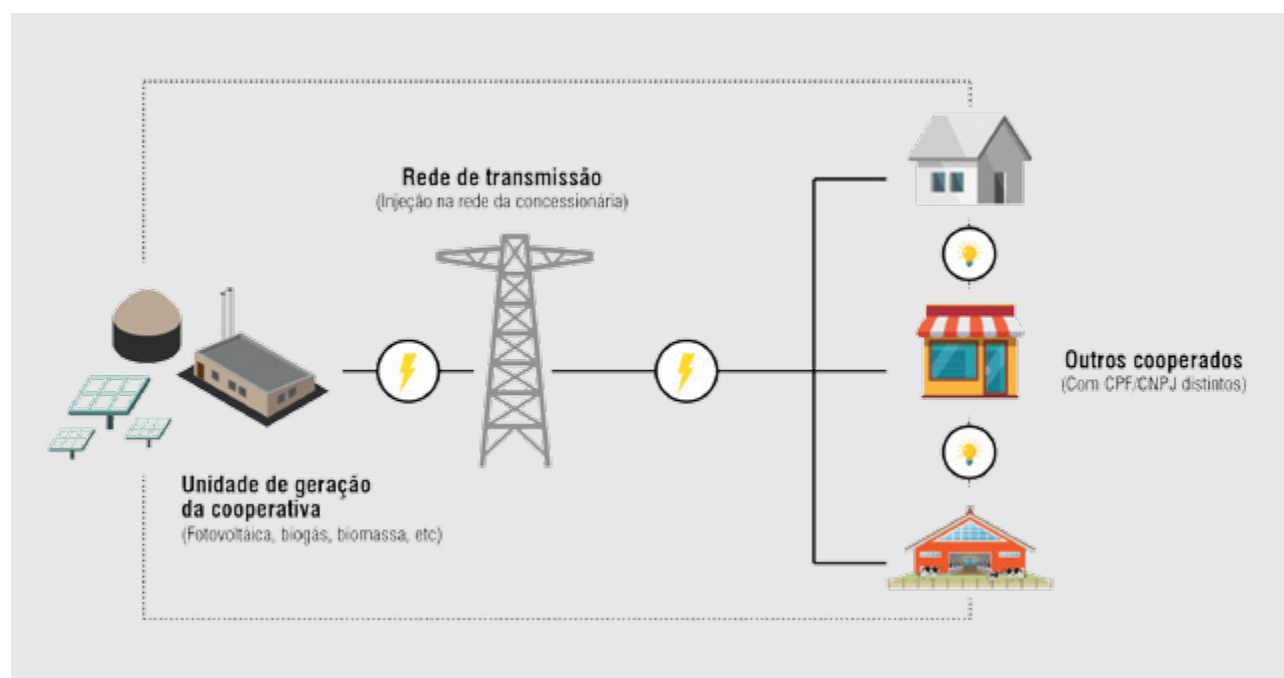 Rede de transmissão
(Injeção na rede da concessionária)
Outros cooperados
(Com CPF/CNPJ distintos)
Unidade de geração
da cooperativa
(Fotovoltáica, biogás, biomassa, etc)